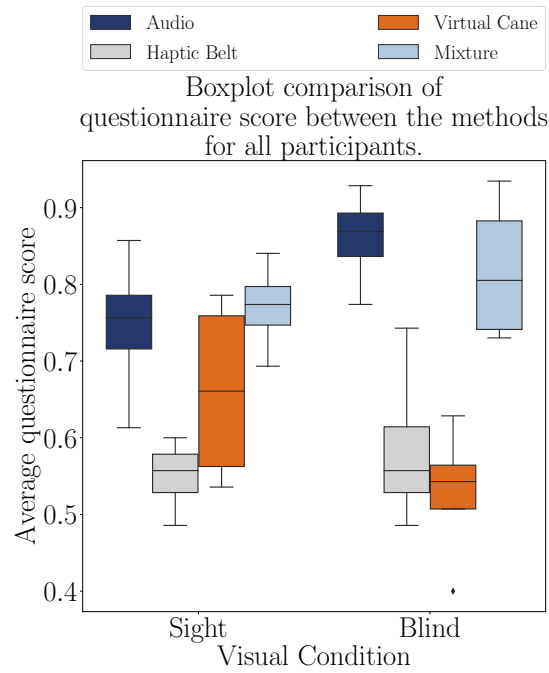 Audio
Haptic Belt
Virtual Cane
Mixture
Boxplot comparison of
questionnaire score between the methods
for all participants.
Average questionnaire score
0.9
0.8
0.7
0.6
0.5
0.4
Sight
Blind
Visual Condition